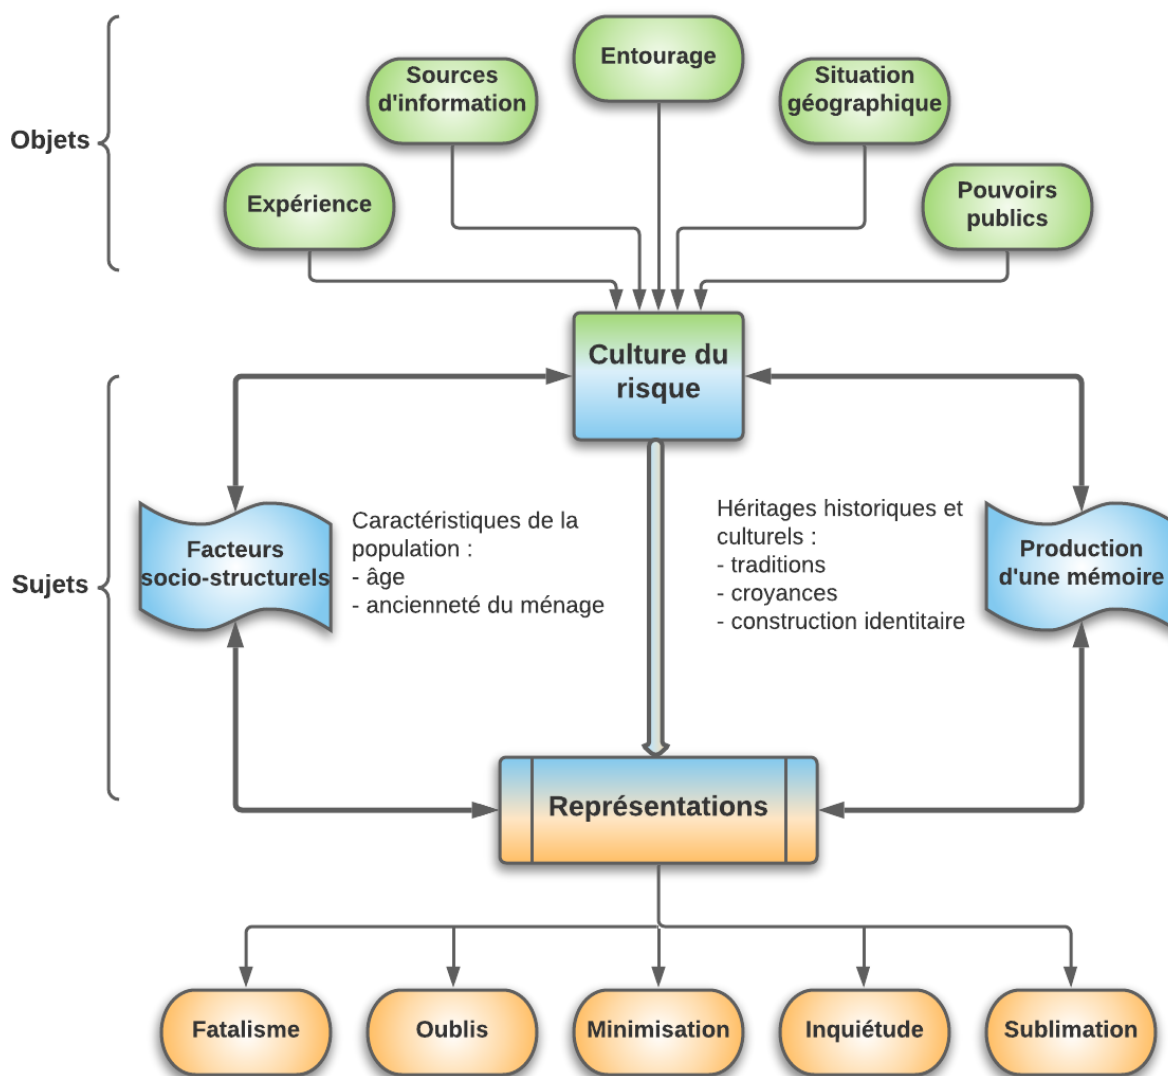 Objets
Expérience
Sources
d'information
Entourage
Situation
géographique
Pouvoirs
publics
Culture du
risque
Sujets
Facteurs
socio-structurels
Caractéristiques de la
population :
- âge
- ancienneté du ménage
Héritages historiques et
culturels :
- traditions
- croyances
- construction identitaire
Production
d'une mémoire
Représentations
Fatalisme
Oublis
Minimisation
Inquiétude
Sublimation